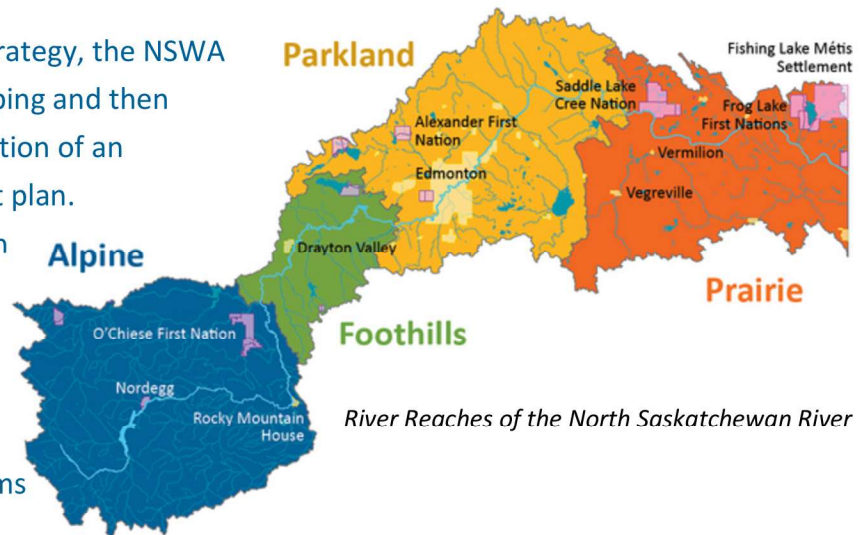 rategy, the NSWA
ping and then
tion of an
t plan.
n
ms
Parkland
Fishing Lake Métis
Settlement
Saddle Lake
Cree Nation
Frog Lake
First Nations
Alexander First
Nation
Vermilion
Edmonton
Vegreville
Alpine
Drayton Valley
Prairie
Foothills
O'Chiese First Nation
Nordegg
Rocky Mountain
House
River Reaches of the North Saskatchewan River